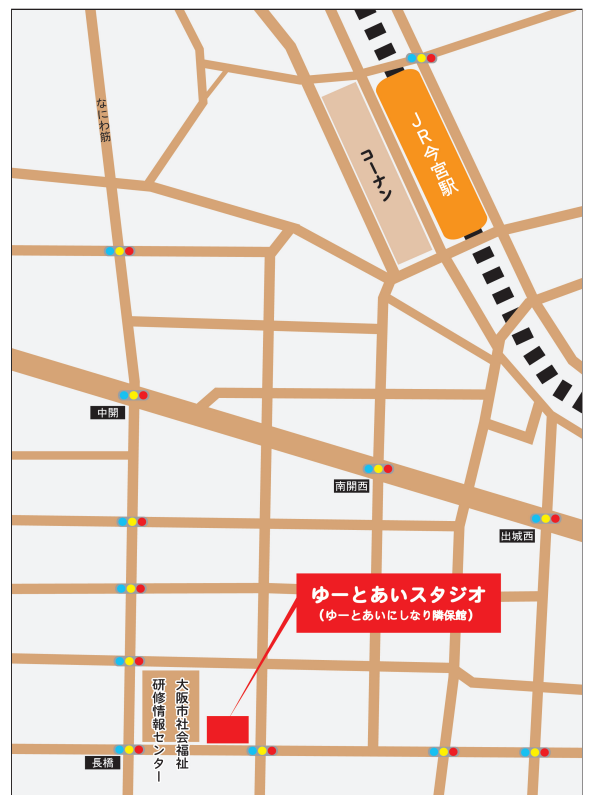 なにわ筋
JR今宮駅
コーナン
中開
南開西
出城西
ゆーとあいスタジオ
(ゆーとあいにしなり隣保館)
大阪市社会福祉
研修情報センター
長橋